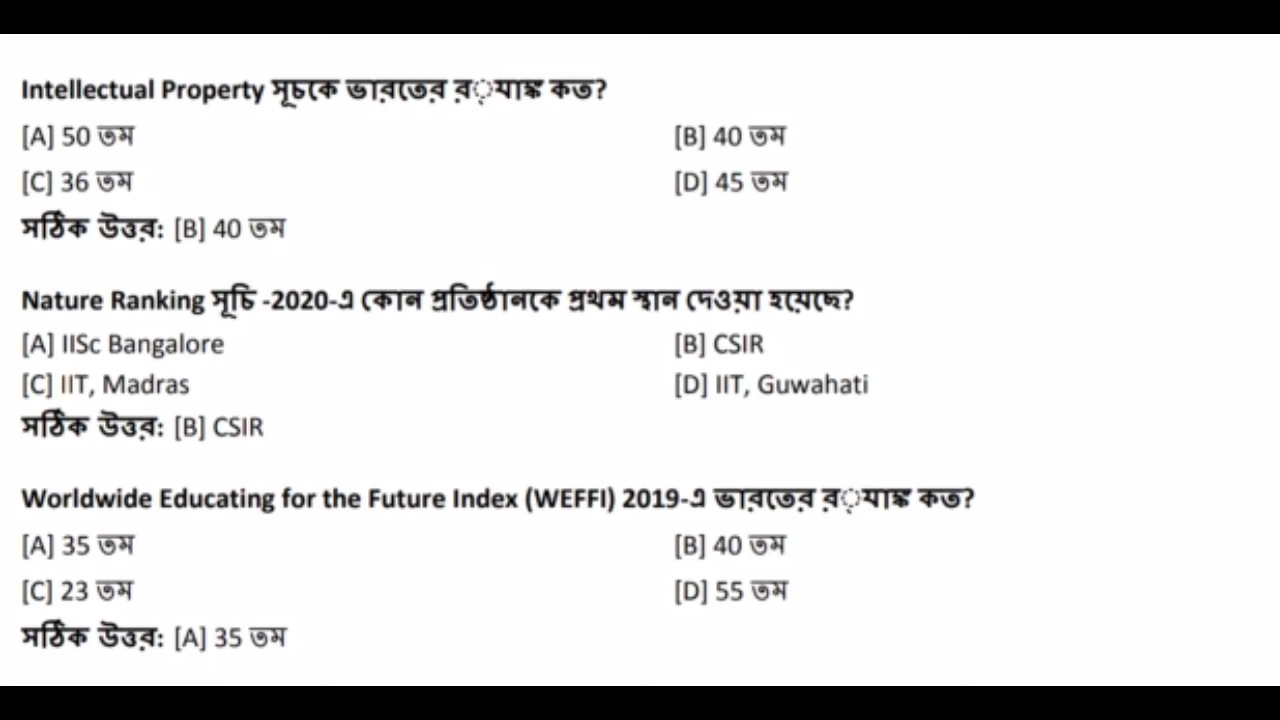 Intellectual Property সূচকে ভারতের র‍্যাঙ্ক কত?
[A] 50 তম [B] 40 তম
[C] 36 তম [D] 45 তম
সঠিক উত্তর: [B] 40 তম
Nature Ranking সূচি -2020-এ কোন প্রতিষ্ঠানকে প্রথম স্থান দেওয়া হয়েছে?
[A] IISc Bangalore [B] CSIR
[C] IIT, Madras [D] IIT, Guwahati
সঠিক উত্তর: [B] CSIR
Worldwide Educating for the Future Index (WEFFI) 2019-এ ভারতের র‍্যাঙ্ক কত?
[A] 35 তম [B] 40 তম
[C] 23 তম [D] 55 তম
সঠিক উত্তর: [A] 35 তম